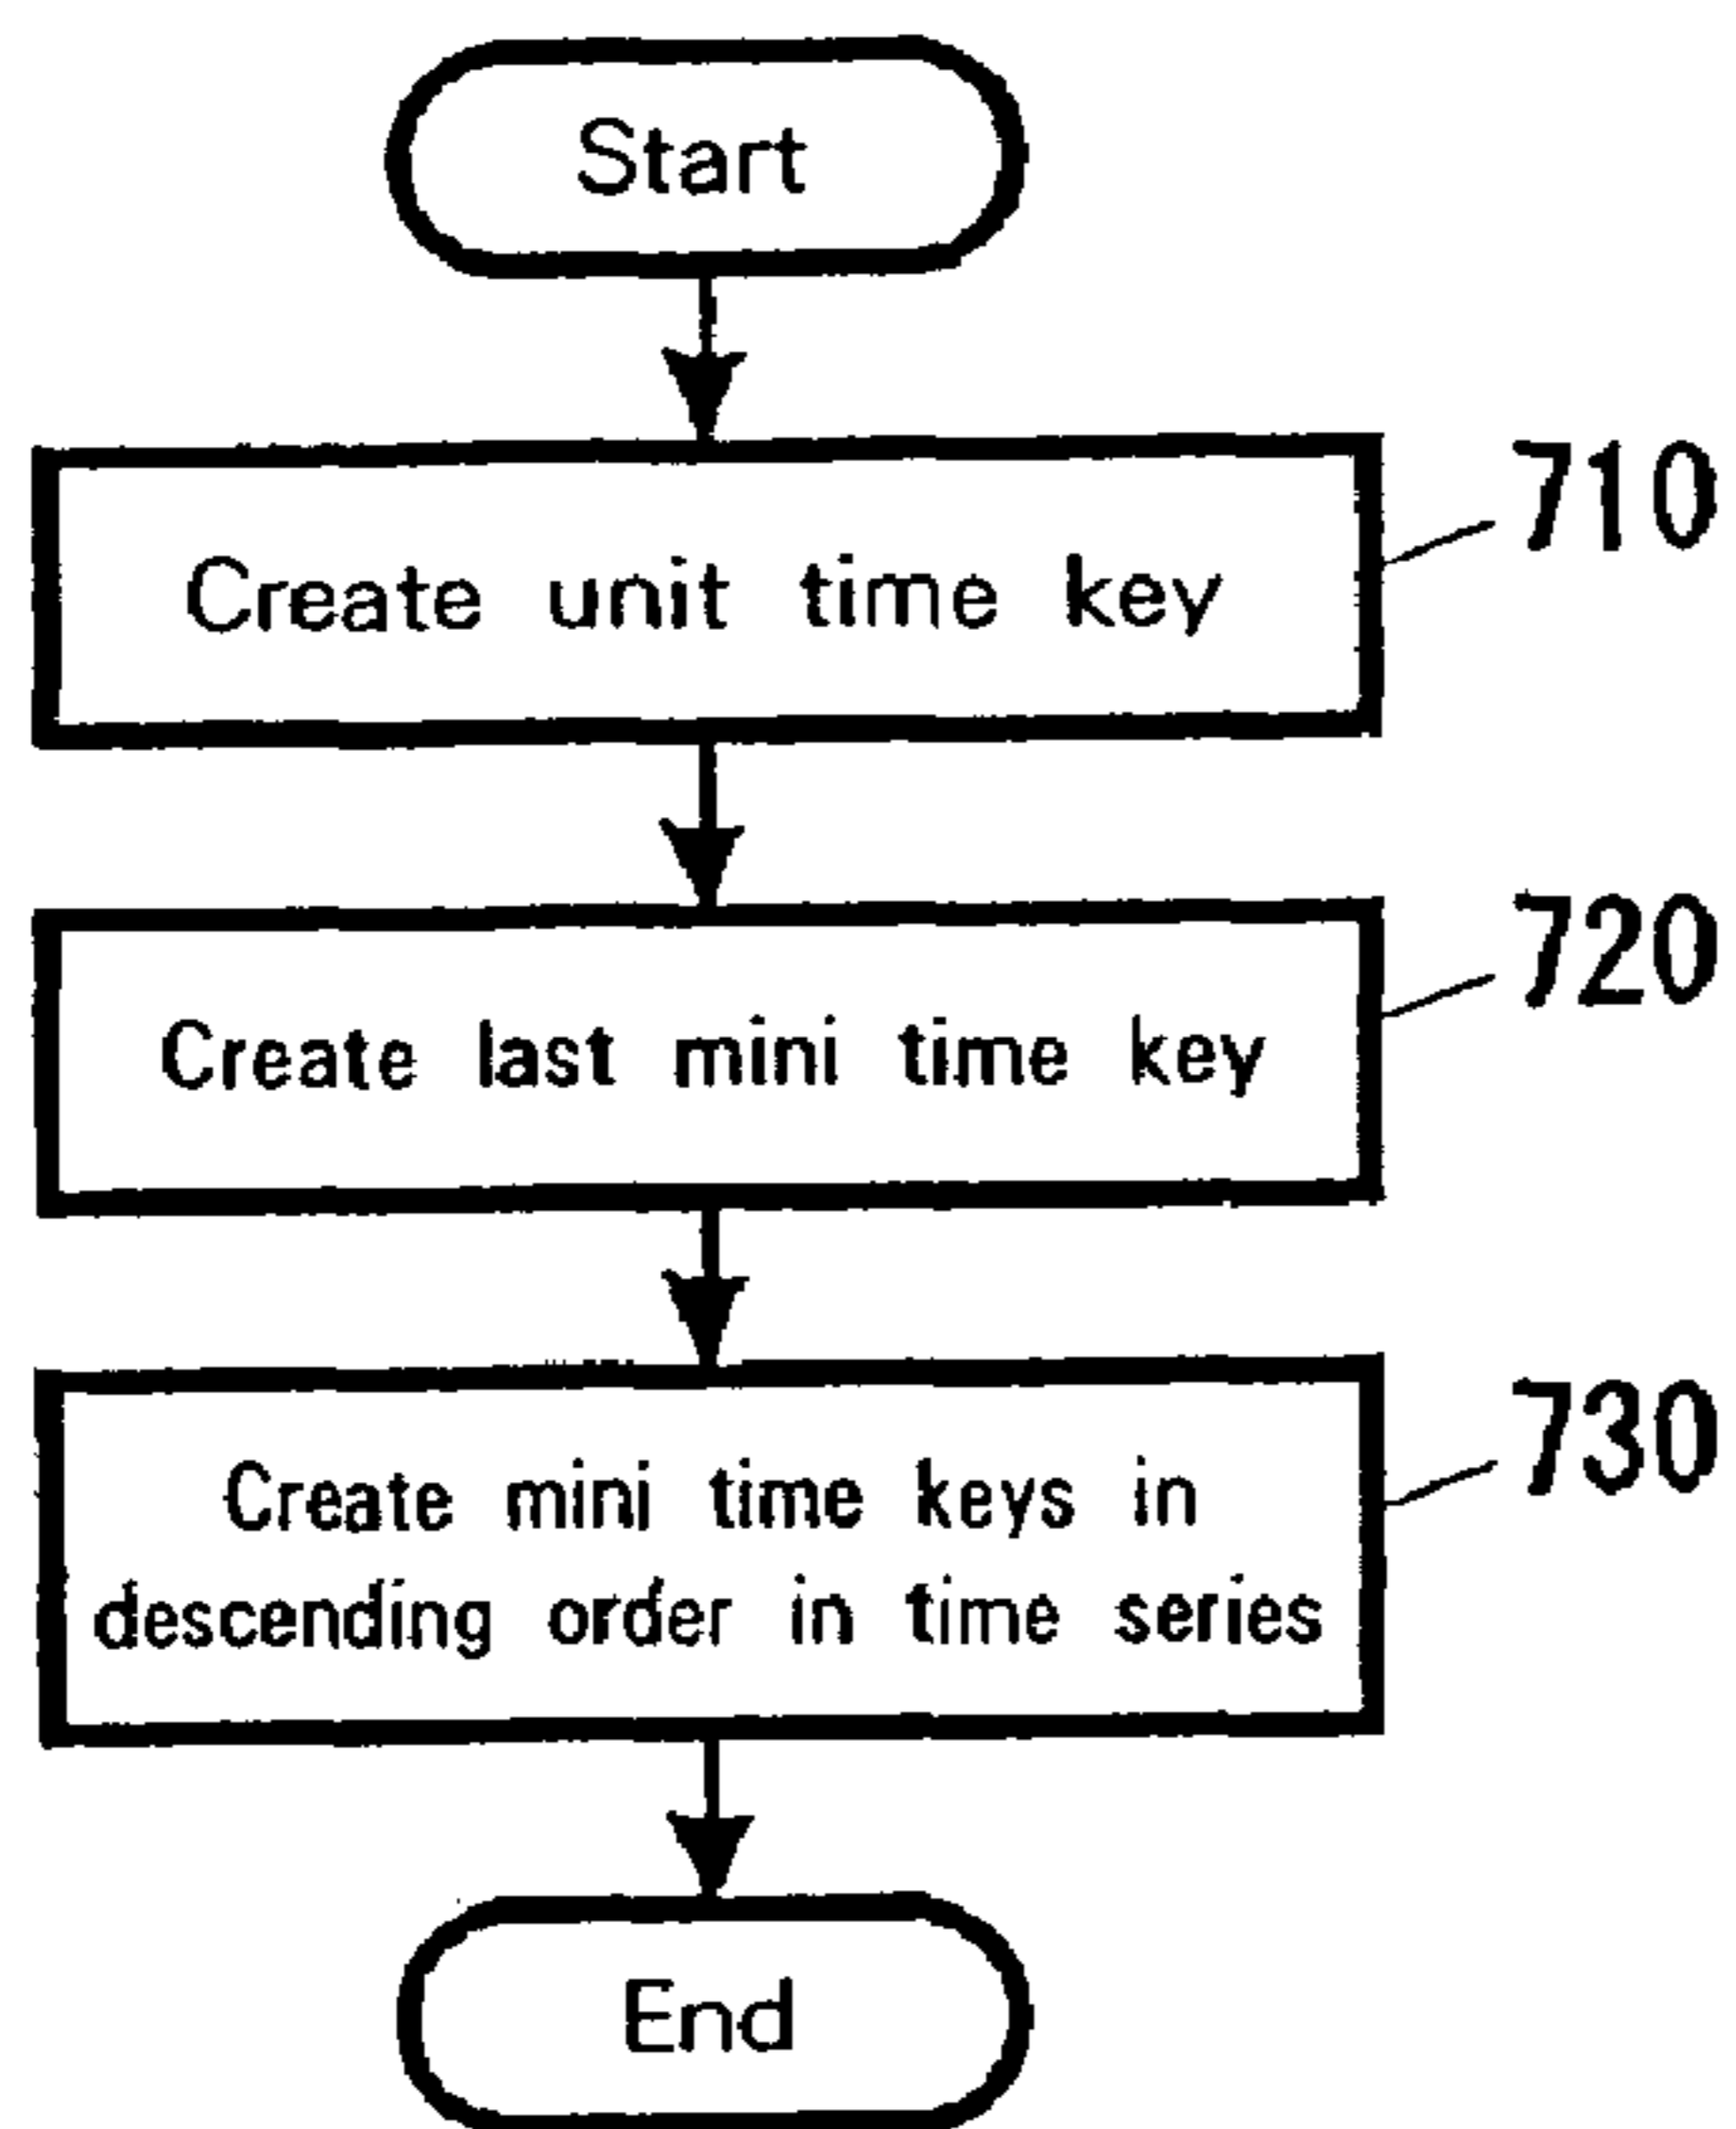 Start
710
Create unit time key
720
Create last mini time key
730
Create mini time keys in
descending order in time series
End